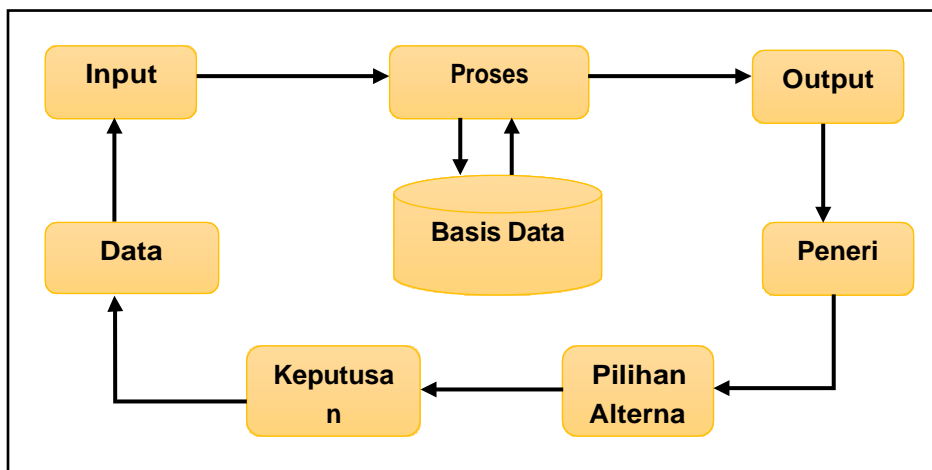 Input
Proses
Output
Basis Data
Data
Peneri
Keputusa
n
Pilihan
Alterna